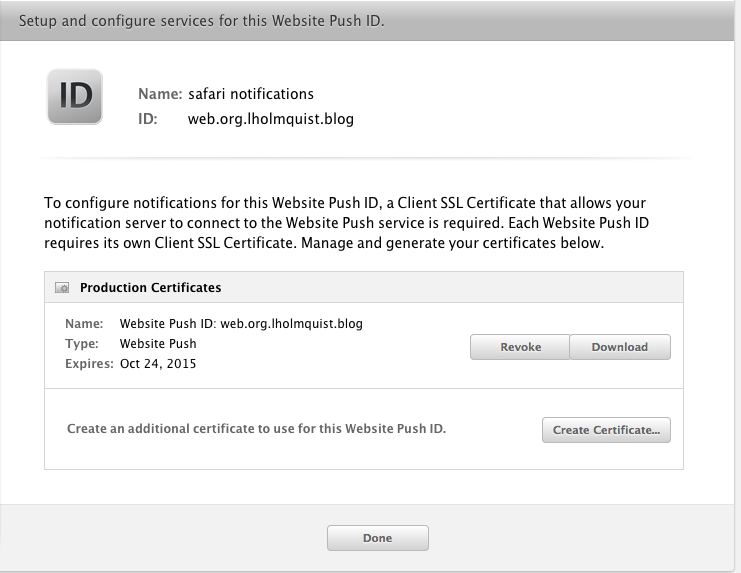 Setup and configure services for this Website Push ID.
ID
Name: safari notifications
ID: web.org.lholmquist.blog
To configure notifications for this Website Push ID, a Client SSL Certificate that allows your
notification server to connect to the Website Push service is required. Each Website Push ID
requires its own Client SSL Certificate. Manage and generate your certificates below.
Production Certificates
Name: Website Push ID: web.org.lholmquist.blog
Type: Website Push
Expires: Oct 24, 2015
Revoke Download
Create an additional certificate to use for this Website Push ID.
Create Certificate...
Done